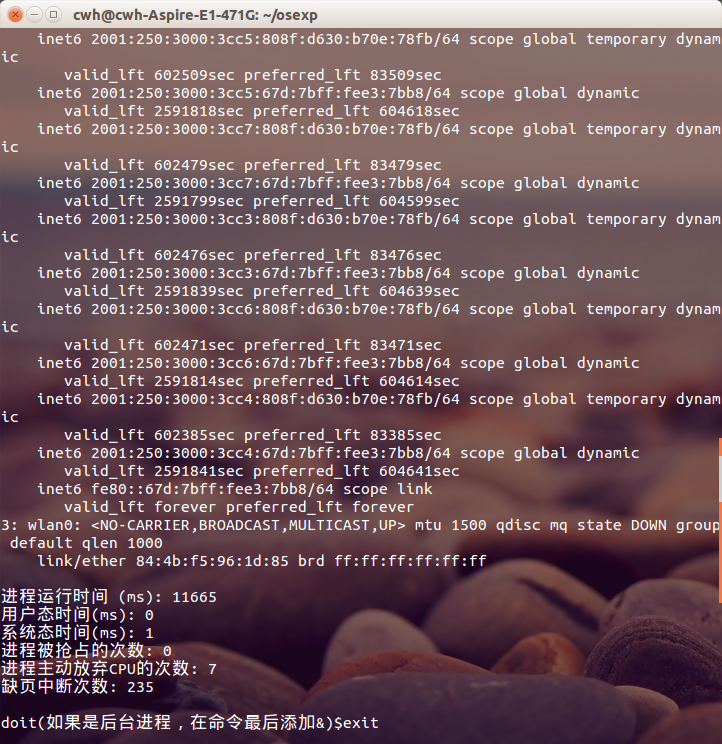 cwh@cwh-Aspire-E1-471G: ~/osexp
inet6 2001:250:3000:3cc5:808f:d630:b70e:78fb/64 scope global temporary dynam
ic
valid_lft 602509sec preferred_lft 83509sec
inet6 2001:250:3000:3cc5:67d:7bff:fee3:7bb8/64 scope global dynamic
valid_lft 2591818sec preferred_lft 604618sec
inet6 2001:250:3000:3cc7:808f:d630:b70e:78fb/64 scope global temporary dynam
ic
valid_lft 602479sec preferred_lft 83479sec
inet6 2001:250:3000:3cc7:67d:7bff:fee3:7bb8/64 scope global dynamic
valid_lft 2591799sec preferred_lft 604599sec
inet6 2001:250:3000:3cc3:808f:d630:b70e:78fb/64 scope global temporary dynam
ic
valid_lft 602476sec preferred_lft 83476sec
inet6 2001:250:3000:3cc3:67d:7bff:fee3:7bb8/64 scope global dynamic
valid_lft 2591839sec preferred_lft 604639sec
inet6 2001:250:3000:3cc6:808f:d630:b70e:78fb/64 scope global temporary dynam
ic
valid_lft 602471sec preferred_lft 83471sec
inet6 2001:250:3000:3cc6:67d:7bff:fee3:7bb8/64 scope global dynamic
valid_lft 2591814sec preferred_lft 604614sec
inet6 2001:250:3000:3cc4:808f:d630:b70e:78fb/64 scope global temporary dynam
ic
valid_lft 602385sec preferred_lft 83385sec
inet6 2001:250:3000:3cc4:67d:7bff:fee3:7bb8/64 scope global dynamic
valid_lft 2591841sec preferred_lft 604641sec
inet6 fe80::67d:7bff:fee3:7bb8/64 scope link
valid_lft forever preferred_lft forever
3: wlan0: <NO-CARRIER,BROADCAST,MULTICAST,UP> mtu 1500 qdisc mq state DOWN group
default qlen 1000
link/ether 84:4b:f5:96:1d:85 brd ff:ff:ff:ff:ff:ff
进程运行时间 (ms): 11665
用户态时间(ms): 0
系统态时间(ms): 1
进程被抢占的次数: 0
进程主动放弃CPU的次数: 7
缺页中断次数: 235
doit(如果是后台进程，在命令最后添加&)$exit